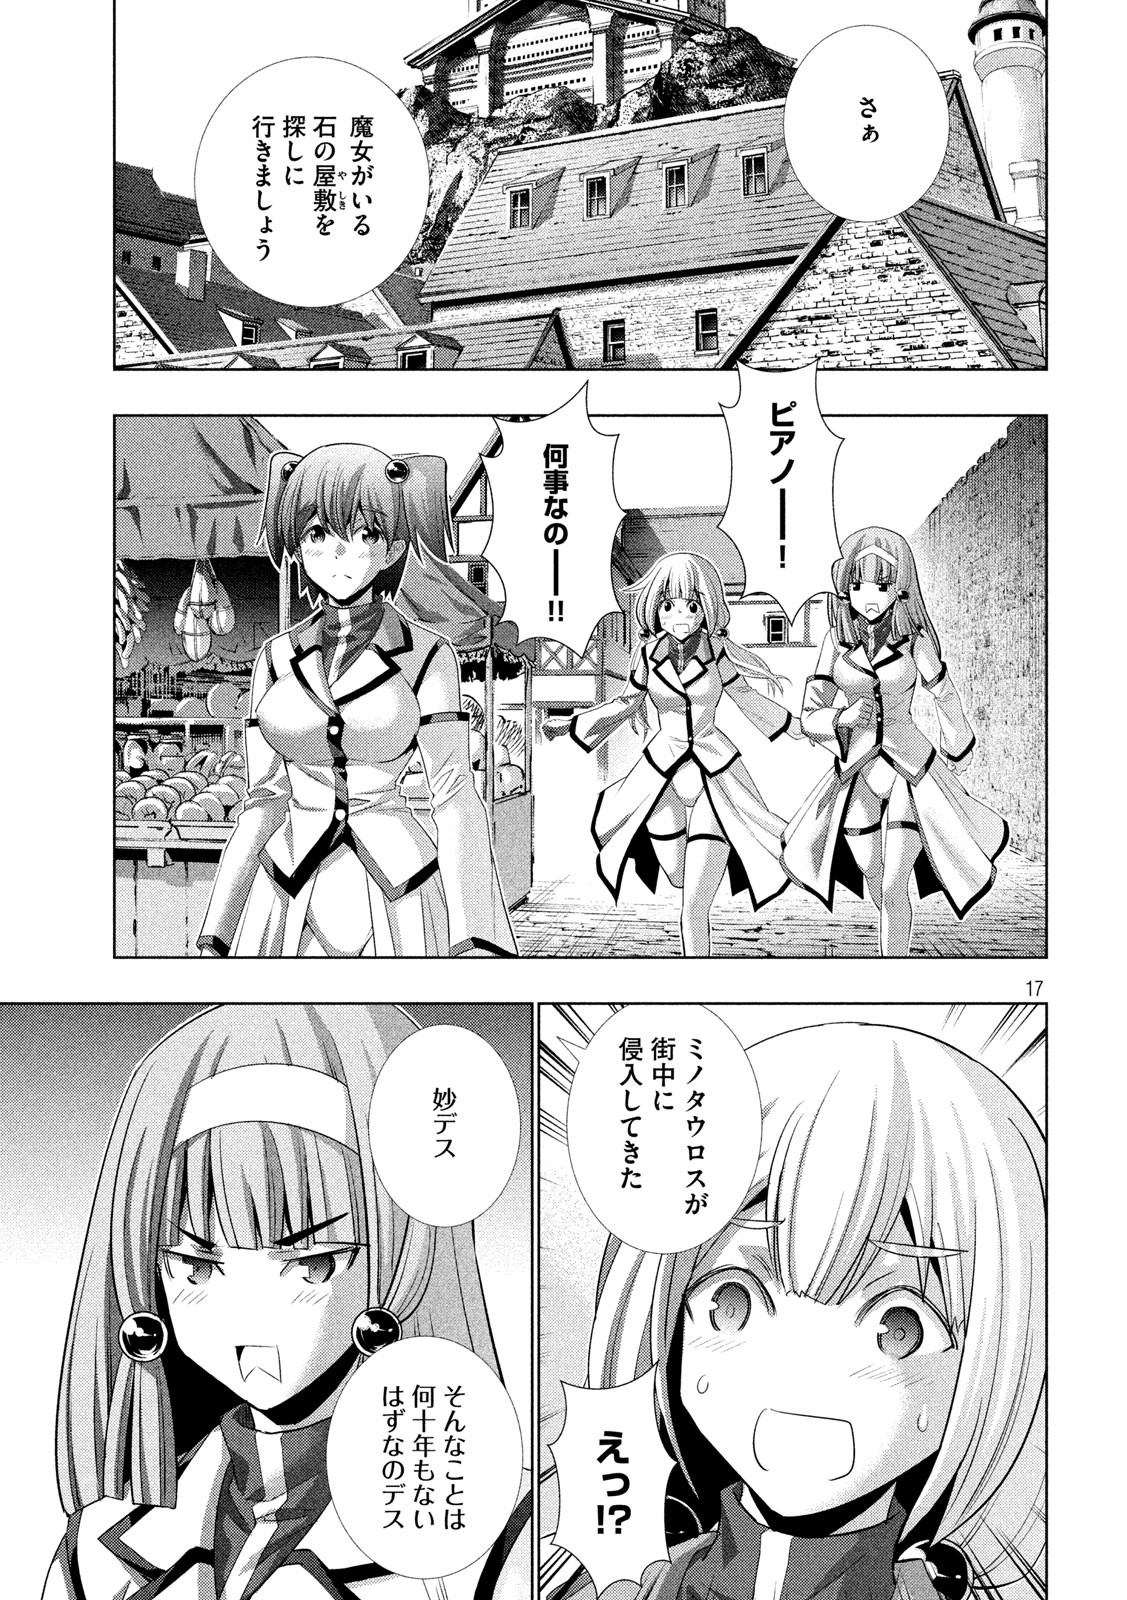 さぁ
魔女がいる
石の屋敷を
やしき
探しに
行きましょう
ピアノ――!
何事なの――!!
17
ミノタウロスが
街中に
侵入してきた
えっ!?
妙デス
そんなことは
何十年もない
はずなのデス